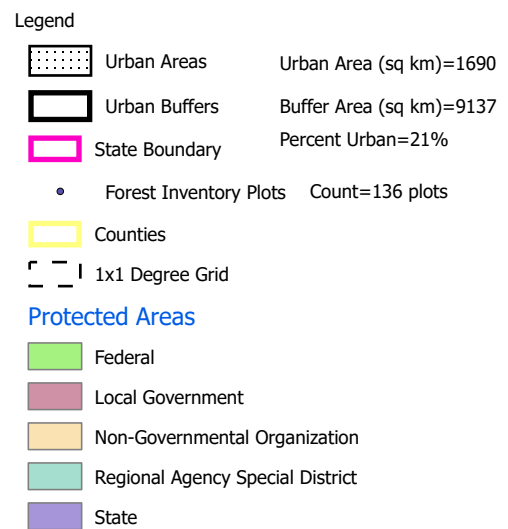 Legend
Urban Areas Urban Area (sq km)=1690
Urban Buffers Buffer Area (sq km)=9137
State Boundary Percent Urban=21%
Forest Inventory Plots Count=136 plots
Counties
1x1 Degree Grid
Protected Areas
Federal
Local Government
Non-Governmental Organization
Regional Agency Special District
State